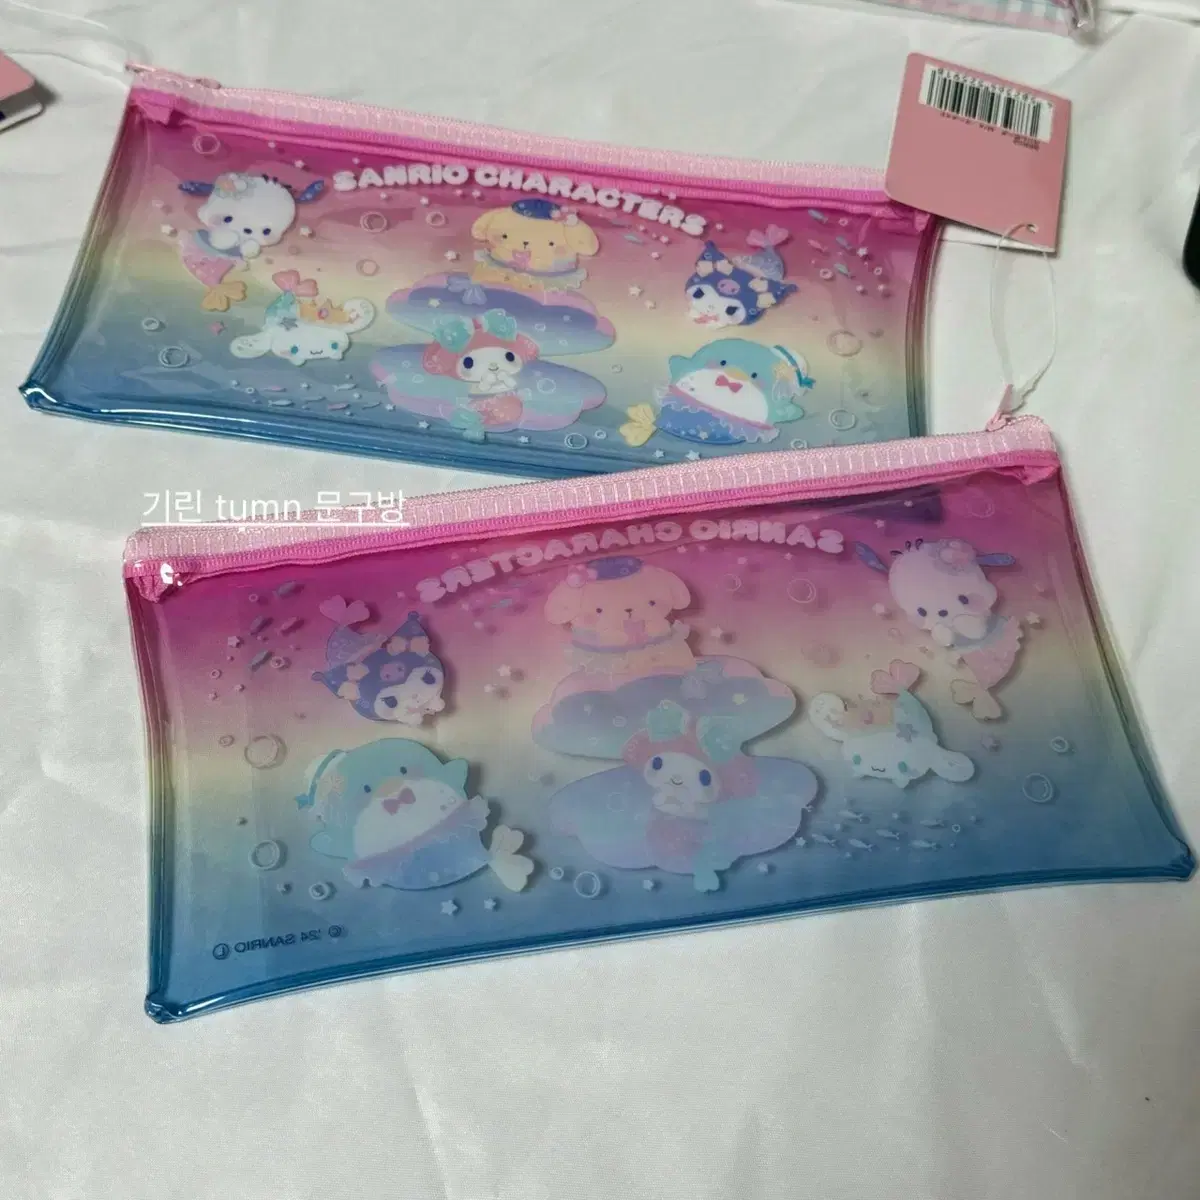 SANRIO CHARACTERS
기린 tumn 문구방
SANRIO CHARACTERS
© '24 SANRIO Ⓛ